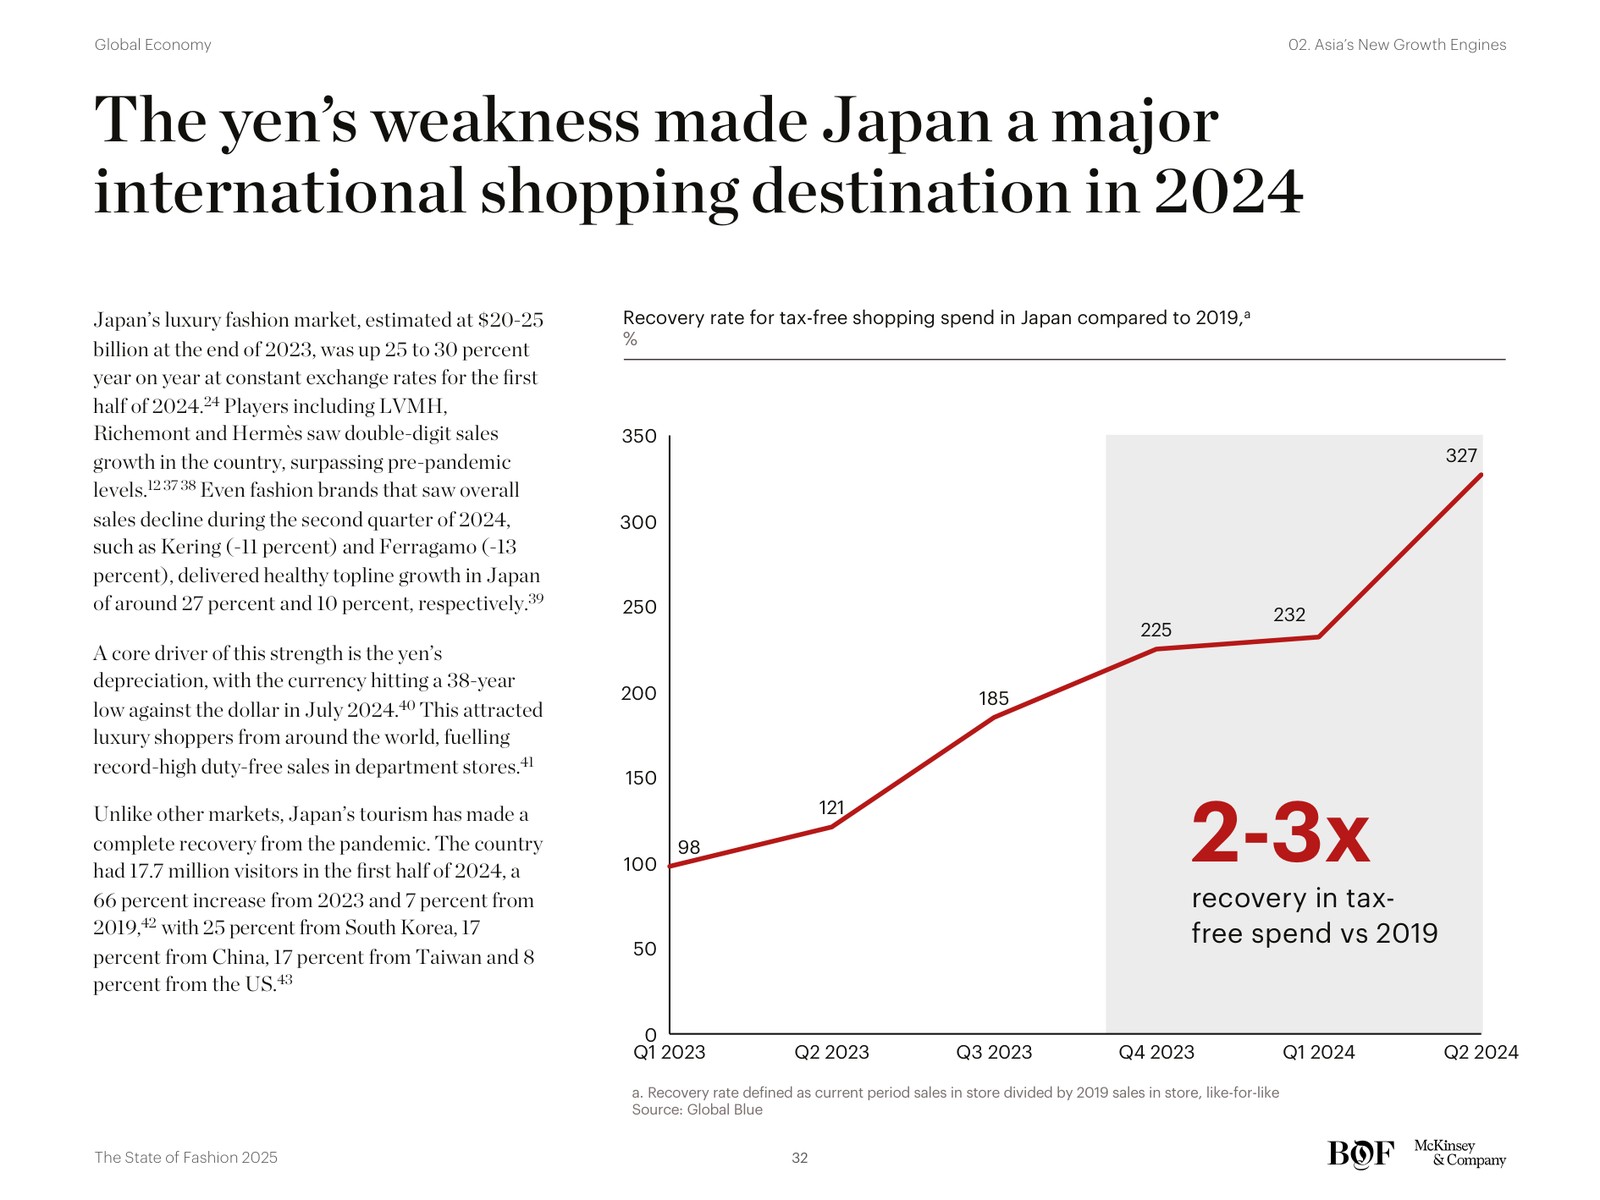 Global Economy
02. Asia's New Growth Engines
The yen's weakness made Japan a major
international shopping destination in 2024
Japan's luxury fashion market, estimated at $20-25
billion at the end of 2023, was up 25 to 30 percent
year on year at constant exchange rates for the first
half of 2024.24 Players including LVMH,
Richemont and Hermès saw double-digit sales
growth in the country, surpassing pre-pandemic
levels.12 37 38 Even fashion brands that saw overall
sales decline during the second quarter of 2024,
such as Kering (-11 percent) and Ferragamo (-13
percent), delivered healthy topline growth in Japan
of around 27 percent and 10 percent, respectively.39
A core driver of this strength is the yen's
depreciation, with the currency hitting a 38-year
low against the dollar in July 2024.40 This attracted
luxury shoppers from around the world, fuelling
record-high duty-free sales in department stores.41
Unlike other markets, Japan's tourism has made a
complete recovery from the pandemic. The country
had 17.7 million visitors in the first half of 2024, a
66 percent increase from 2023 and 7 percent from
2019,42 with 25 percent from South Korea, 17
percent from China, 17 percent from Taiwan and 8
percent from the US.43
Recovery rate for tax-free shopping spend in Japan compared to 2019,a
%
350
300
250
200
150
100
50
0
98
121
185
225
232
327
2-3x
recovery in tax-
free spend vs 2019
Q1 2023
Q2 2023
Q3 2023
Q4 2023
Q1 2024
Q2 2024
a. Recovery rate defined as current period sales in store divided by 2019 sales in store, like-for-like
Source: Global Blue
The State of Fashion 2025
32
BOF
McKinsey
& Company